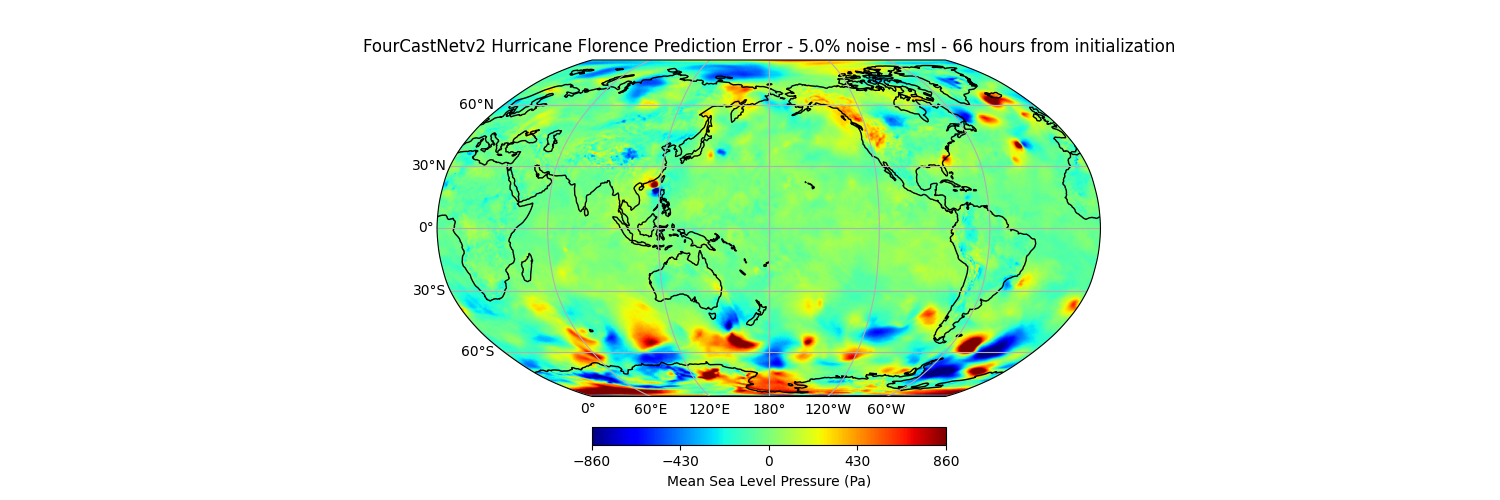 FourCastNetv2 Hurricane Florence Prediction Error - 5.0% noise - msl - 66 hours from initialization
60°N
30°N
0°
30°S
60°S
0° 60°E 120°E 180° 120°W 60°W
−860 −430 0 430 860
Mean Sea Level Pressure (Pa)